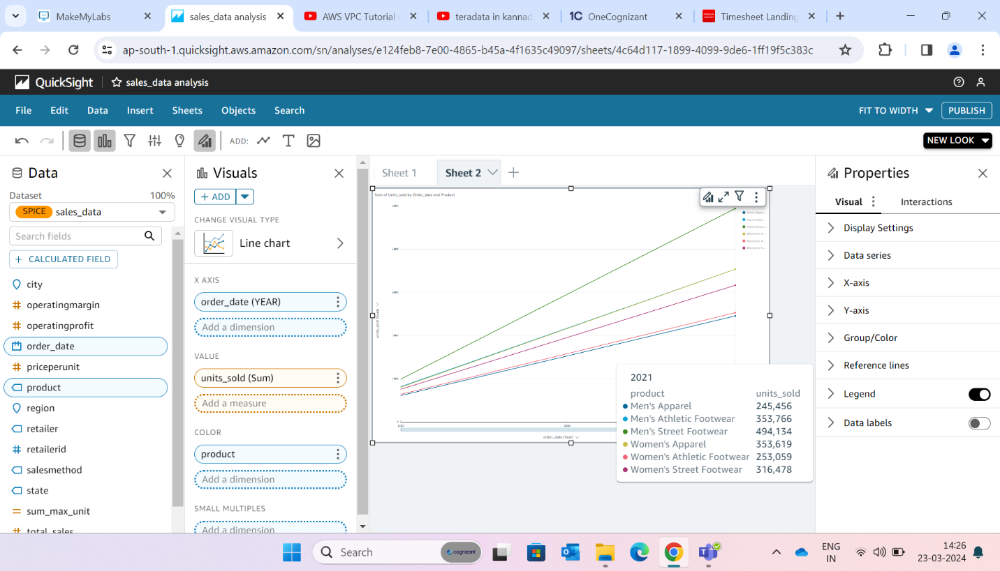 MakeMyLabs
sales_data analysis
AWS VPC Tutorial
teradata in kannad
OneCognizant
Timesheet Landing
ap-south-1.quicksight.aws.amazon.com/sn/analyses/e124feb8-7e00-4865-b45a-4f1635c49097/sheets/4c64d117-1899-4099-9de6-1ff19f5c383c
QuickSight
sales_data analysis
File
Edit
Data
Insert
Sheets
Objects
Search
FIT TO WIDTH
PUBLISH
ADD:
NEW LOOK
Data
Dataset
100%
SPICE
sales_data
Search fields
+ CALCULATED FIELD
city
operatingmargin
operatingprofit
order_date
priceperunit
product
region
retailer
retailerid
salesmethod
state
sum_max_unit
total_sales
Visuals
+ ADD
CHANGE VISUAL TYPE
Line chart
X AXIS
order_date (YEAR)
Add a dimension
VALUE
units_sold (Sum)
Add a measure
COLOR
product
Add a dimension
SMALL MULTIPLES
Add a dimension
Sheet 1
Sheet 2
Sum of Units_sold by Order_date and Product
units_sold (Sum)
order_date (Year)
2021
product units_sold
Men's Apparel 245,456
Men's Athletic Footwear 353,766
Men's Street Footwear 494,134
Women's Apparel 353,619
Women's Athletic Footwear 253,059
Women's Street Footwear 316,478
Properties
Visual
Interactions
Display Settings
Data series
X-axis
Y-axis
Group/Color
Reference lines
Legend
Data labels
Search
cognizant
ENG
IN
14:26
23-03-2024